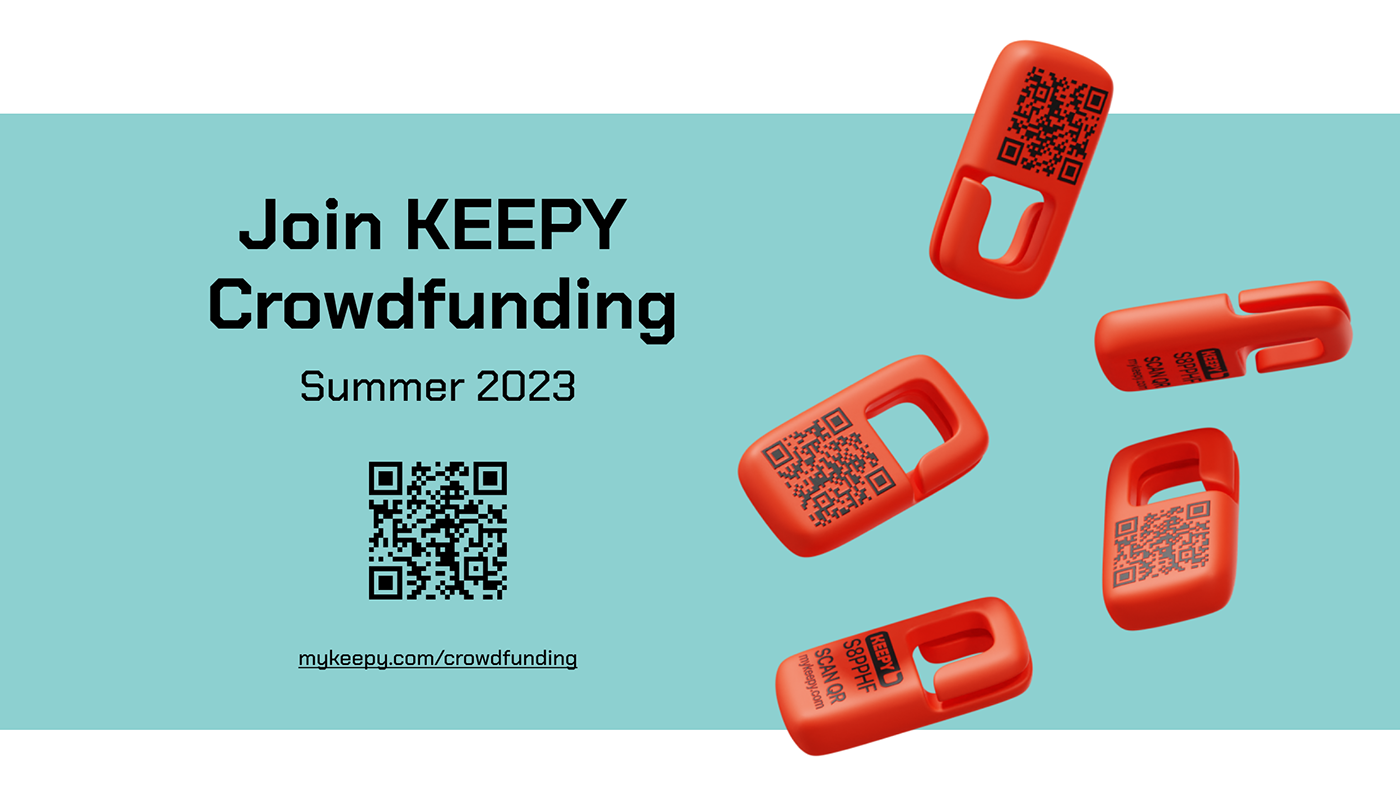 Join KEEPY
Crowdfunding
Summer 2023
mykeepy.com/crowdfunding
KEEPY
S8PPHF
SCAN QR
mykeepy.com
KEEPY
S8PPHF
SCAN QR
mykeepy.com